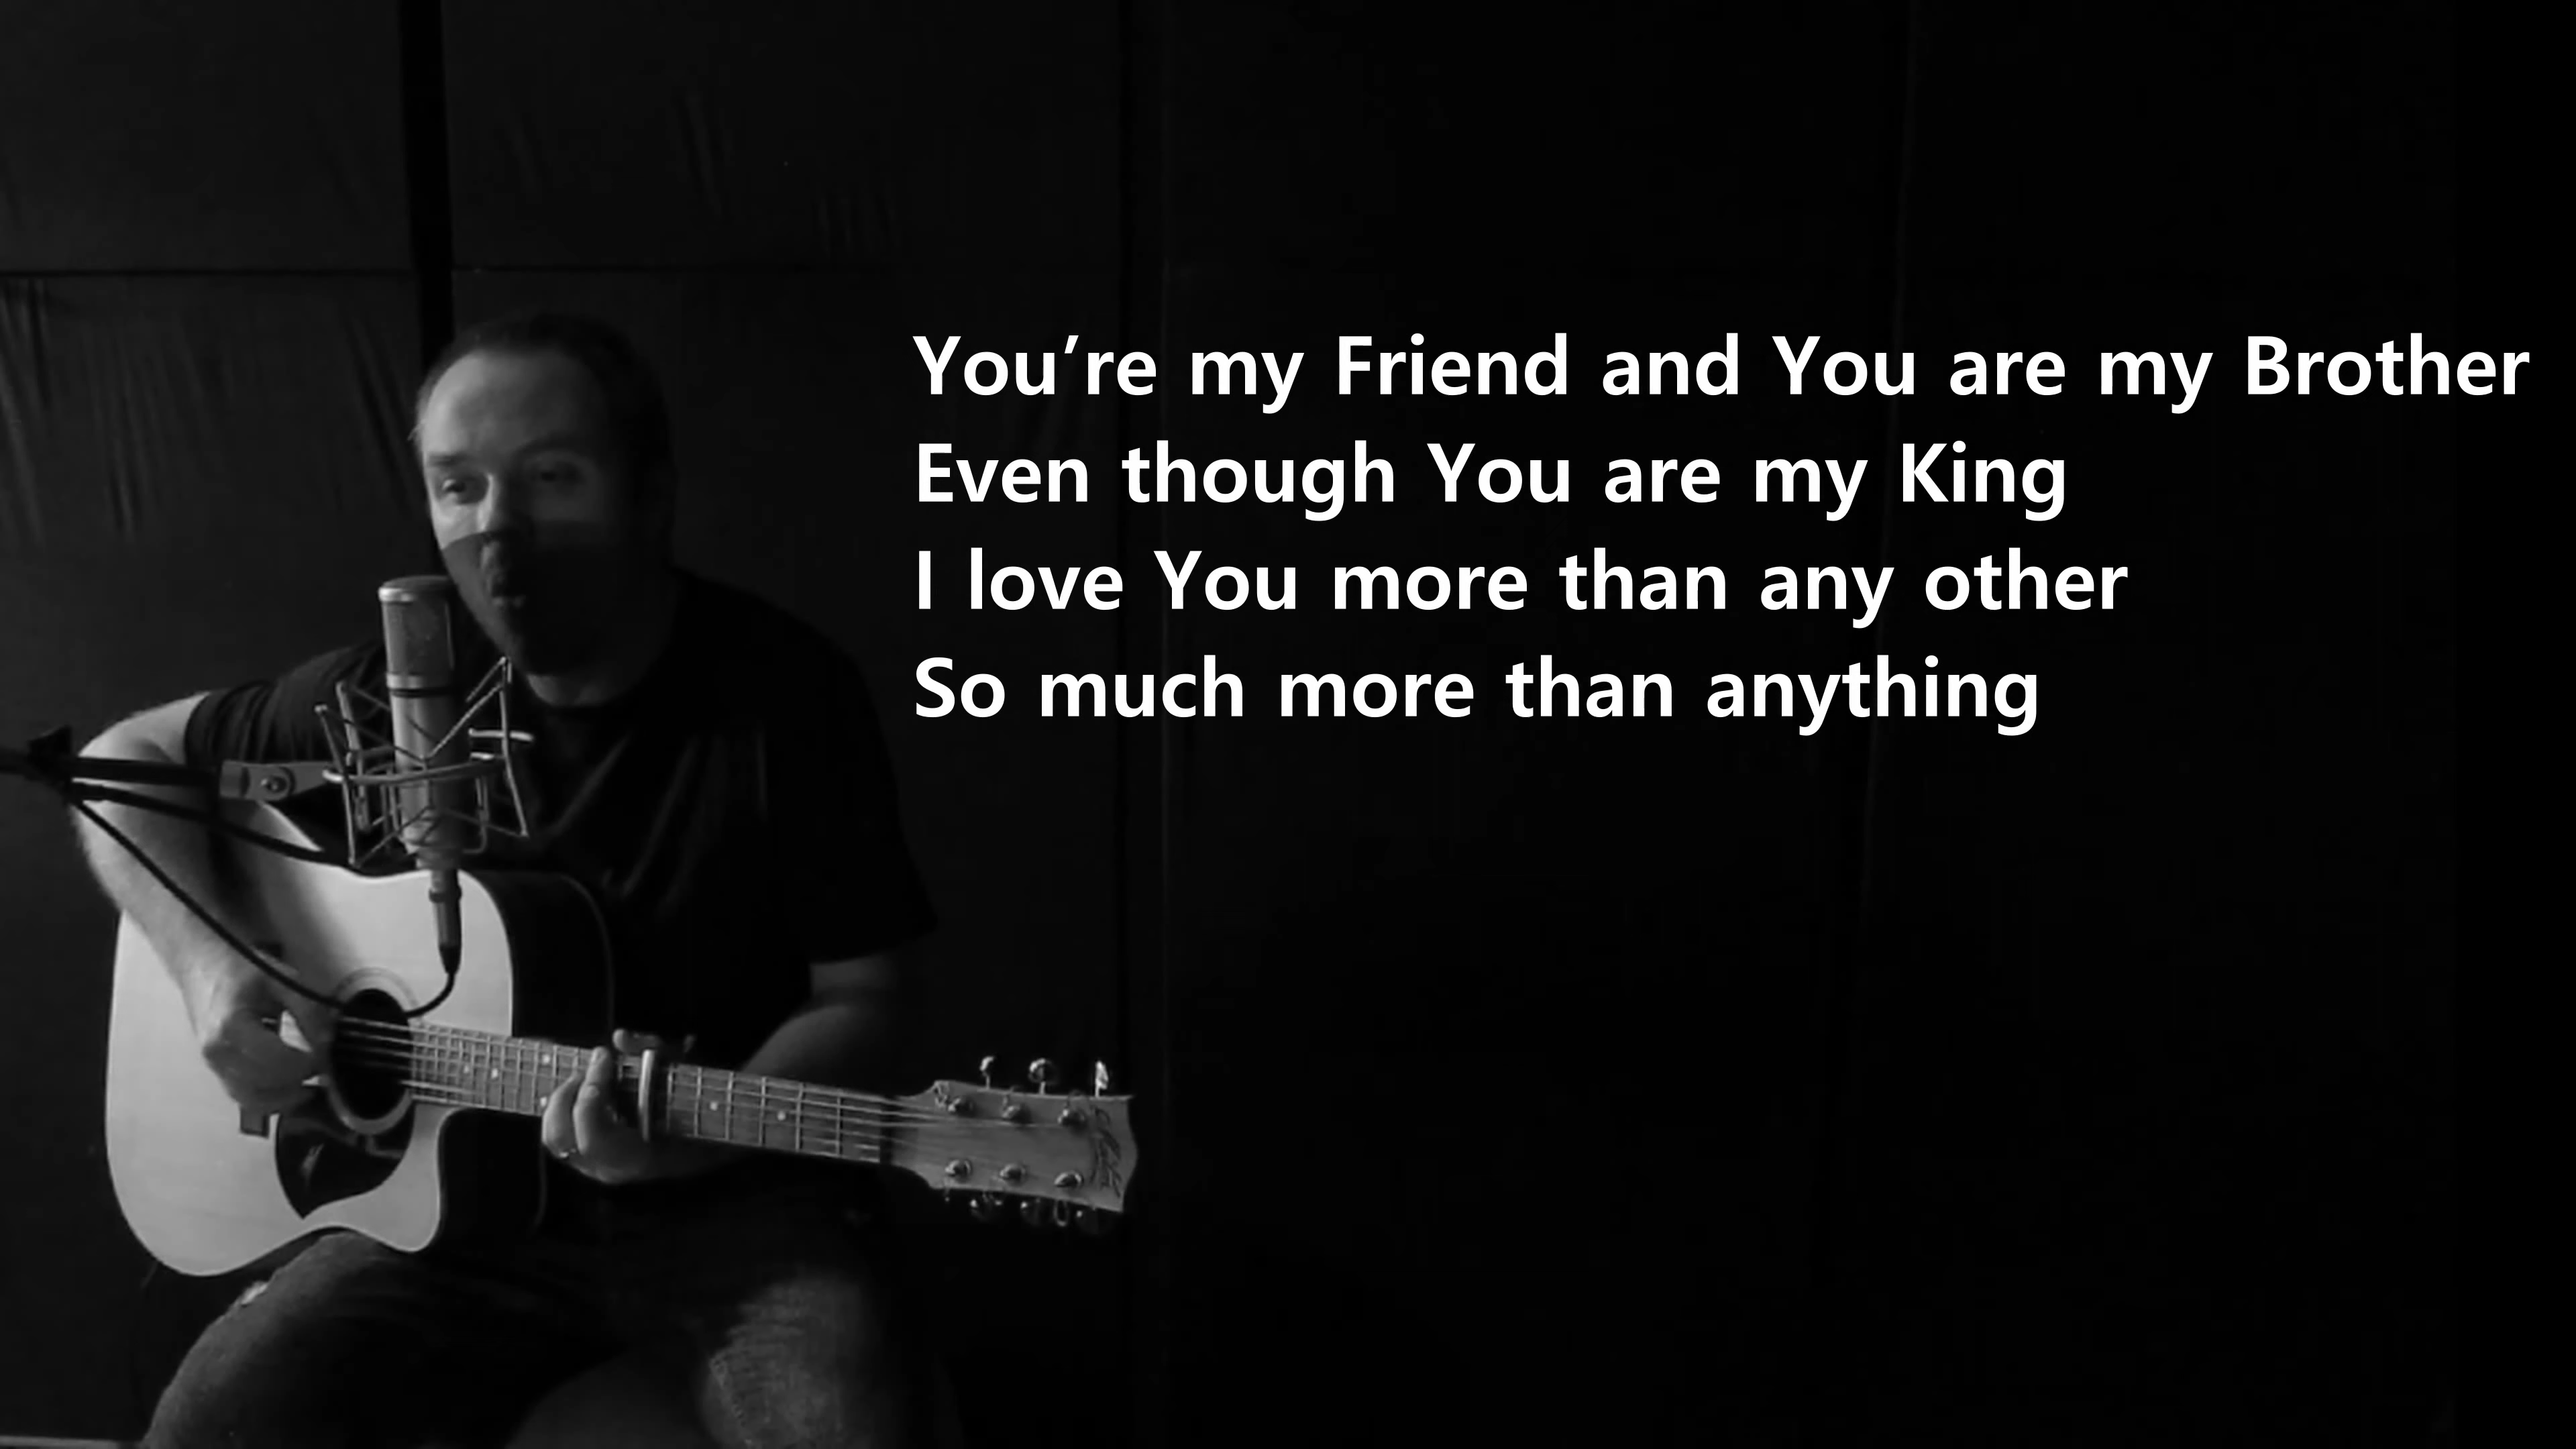 You’re my Friend and You are my Brother
Even though You are my King
I love You more than any other
So much more than anything